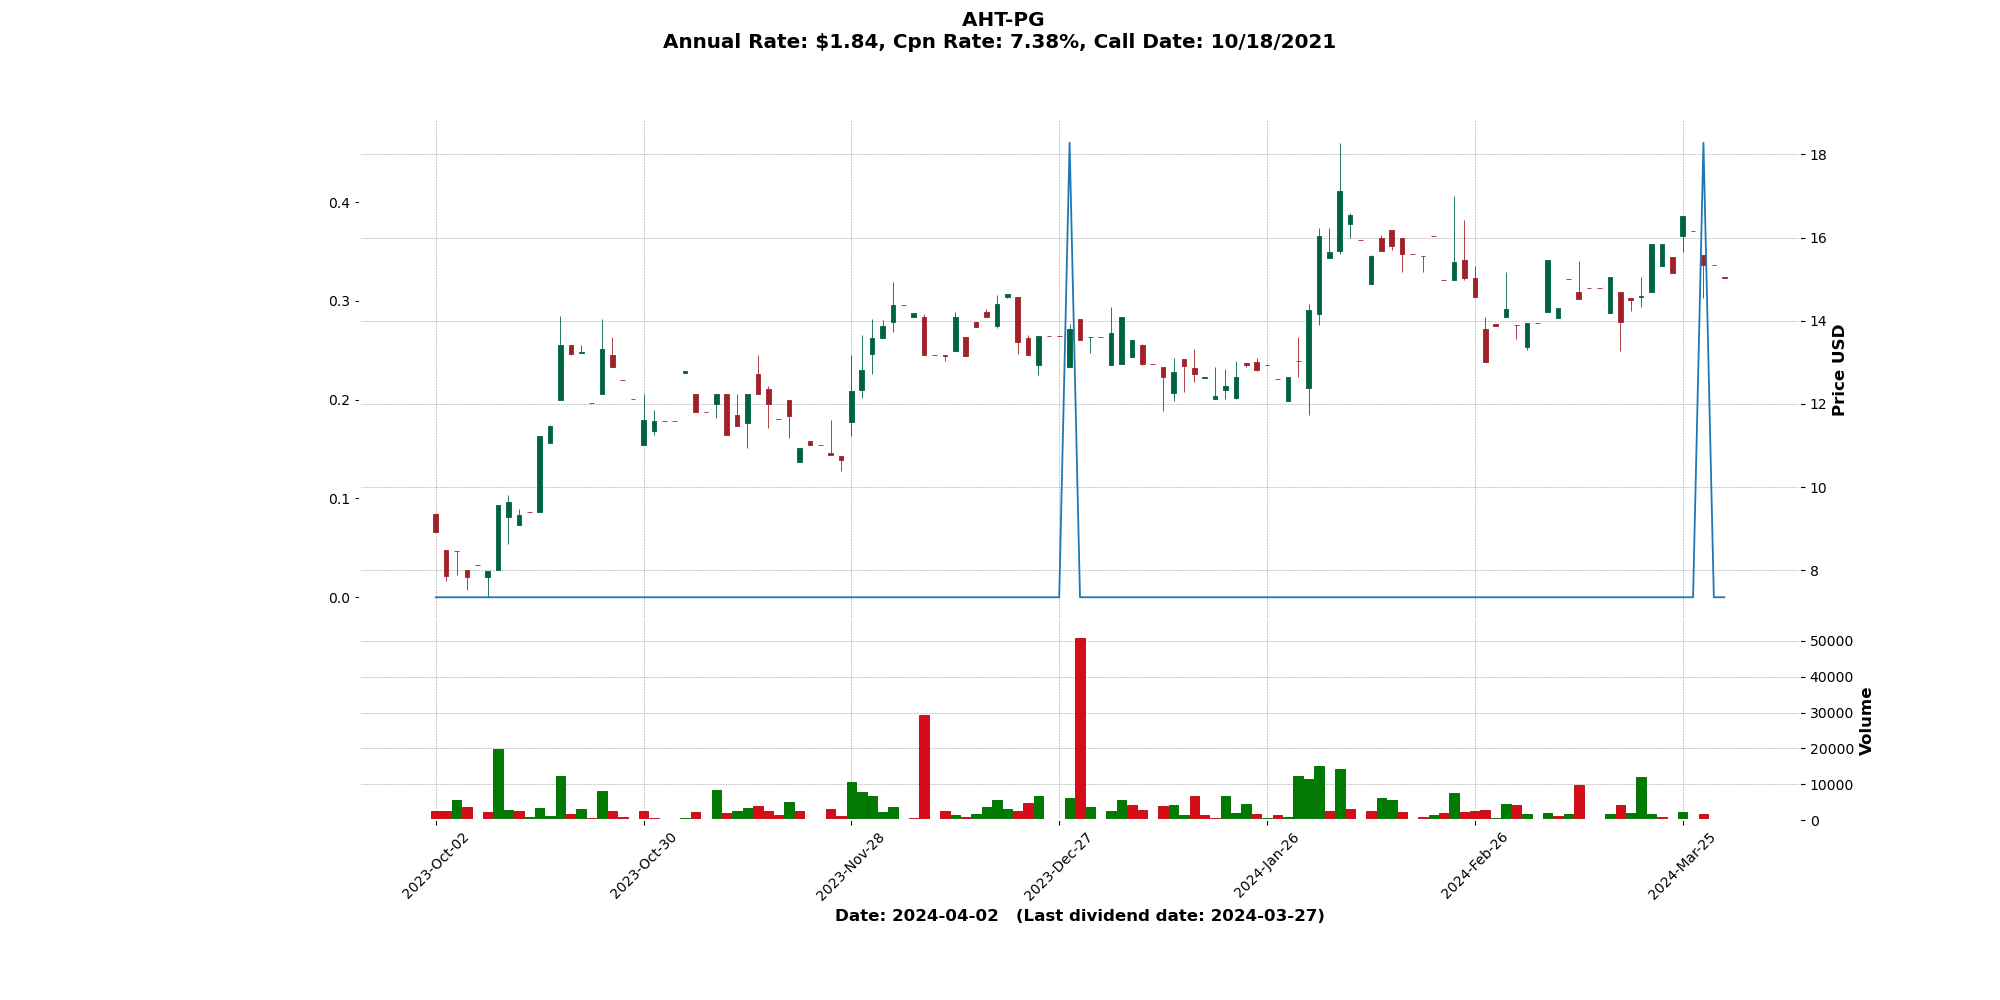 AHT-PG
Annual Rate: $1.84, Cpn Rate: 7.38%, Call Date: 10/18/2021
0.4
0.3
0.2
0.1
0.0
18
16
14
12
10
8
Price USD
50000
40000
30000
20000
10000
0
Volume
2023-Oct-02
2023-Oct-30
2023-Nov-28
2023-Dec-27
2024-Jan-26
2024-Feb-26
2024-Mar-25
Date: 2024-04-02   (Last dividend date: 2024-03-27)